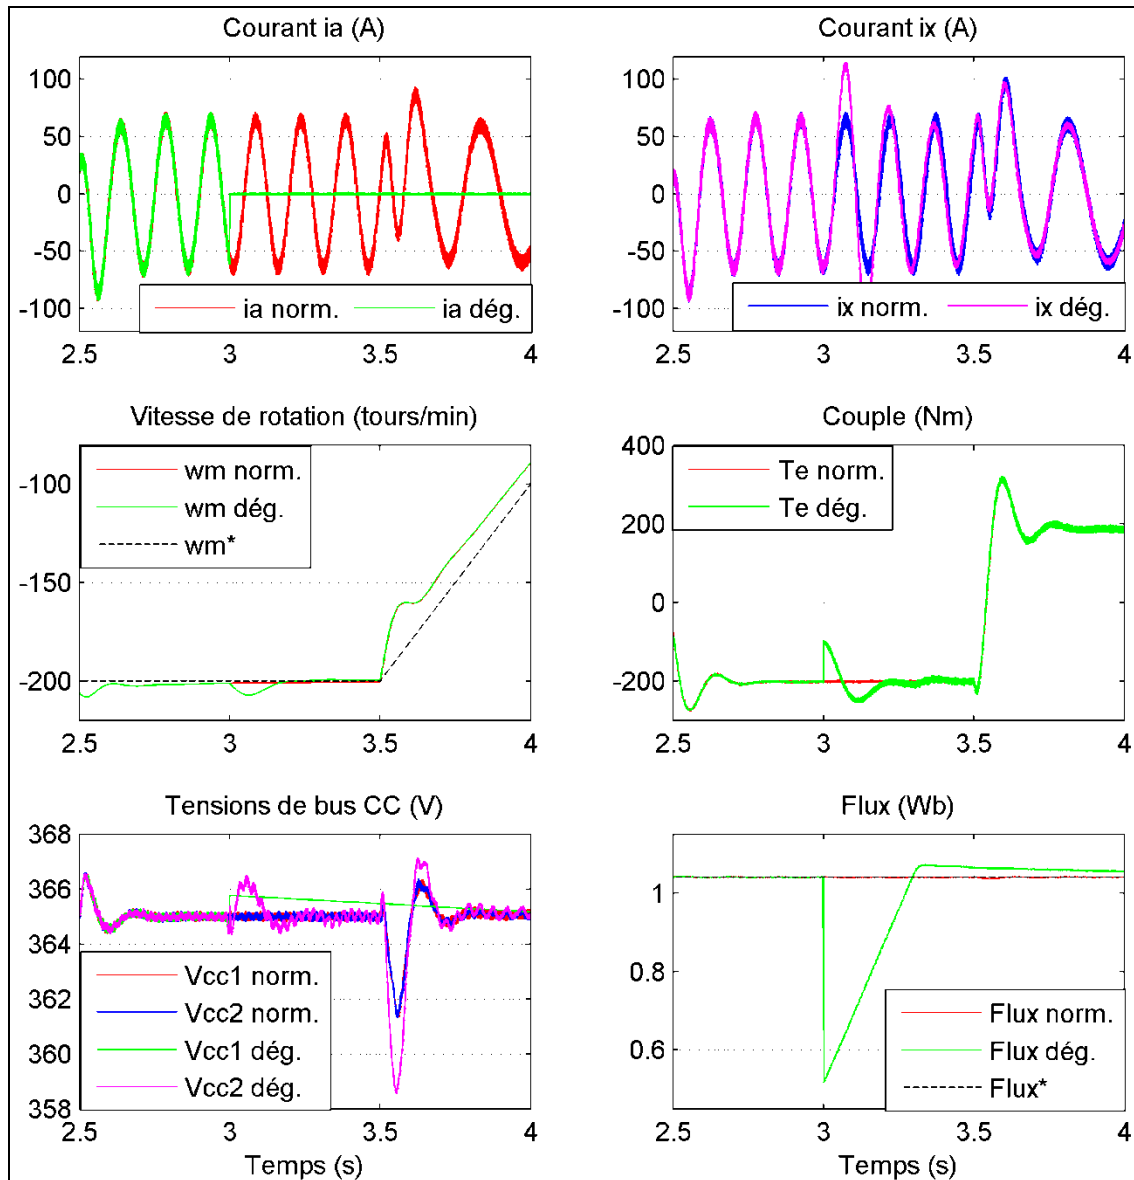 Courant ia (A)
100
50
0
-50
-100
ia norm.
ia dég.
2.5
3
3.5
4
Courant ix (A)
100
50
0
-50
-100
ix norm.
ix dég.
2.5
3
3.5
4
Vitesse de rotation (tours/min)
-100
-150
-200
wm norm.
wm dég.
wm*
2.5
3
3.5
4
Couple (Nm)
400
200
0
-200
-300
Te norm.
Te dég.
2.5
3
3.5
4
Tensions de bus CC (V)
368
366
364
362
360
358
Vcc1 norm.
Vcc2 norm.
Vcc1 dég.
Vcc2 dég.
2.5
3
3.5
4
Temps (s)
Flux (Wb)
1
0.8
0.6
Flux norm.
Flux dég.
Flux*
2.5
3
3.5
4
Temps (s)